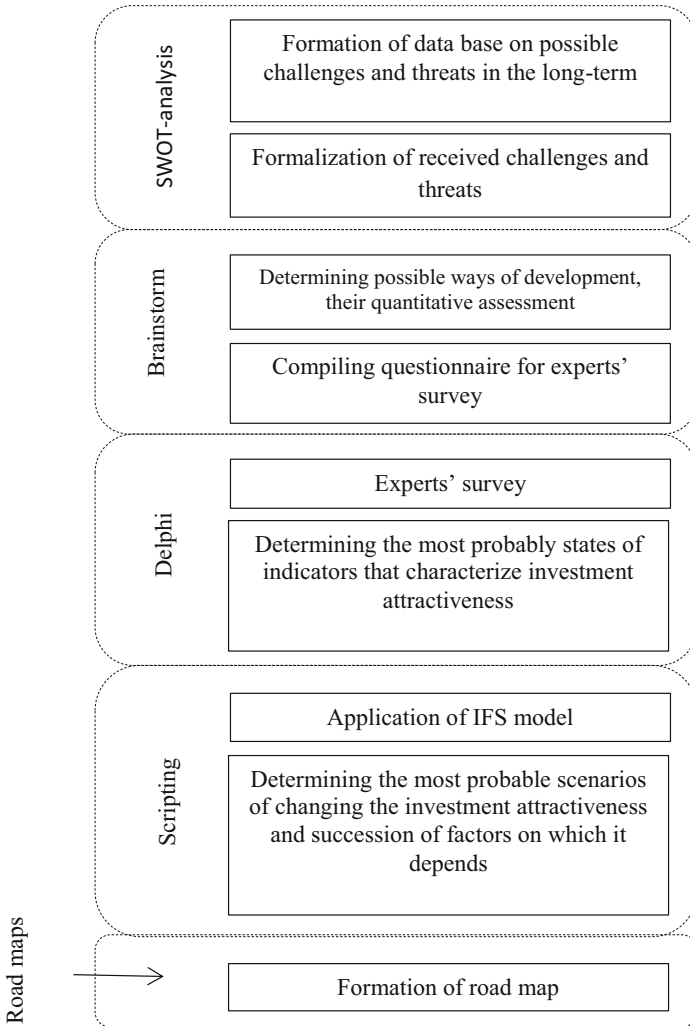 SWOT-analysis
Formation of data base on possible
challenges and threats in the long-term
Formalization of received challenges and
threats
Brainstorm
Determining possible ways of development,
their quantitative assessment
Compiling questionnaire for experts’
survey
Delphi
Experts’ survey
Determining the most probably states of
indicators that characterize investment
attractiveness
Scripting
Application of IFS model
Determining the most probable scenarios
of changing the investment attractiveness
and succession of factors on which it
depends
Road maps
Formation of road map